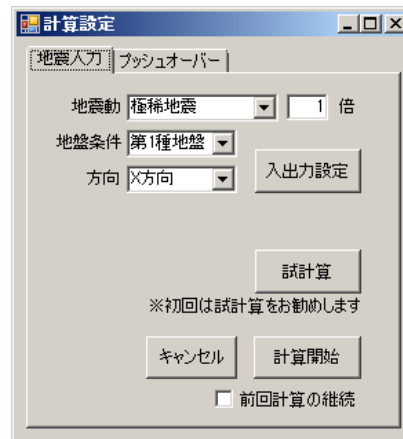 計算設定
地震入力 プッシュオーバー
地震動 極稀地震 1 倍
地盤条件 第1種地盤
方向 X方向
入出力設定
試計算
※初回は試計算をお勧めします
キャンセル 計算開始
前回計算の継続